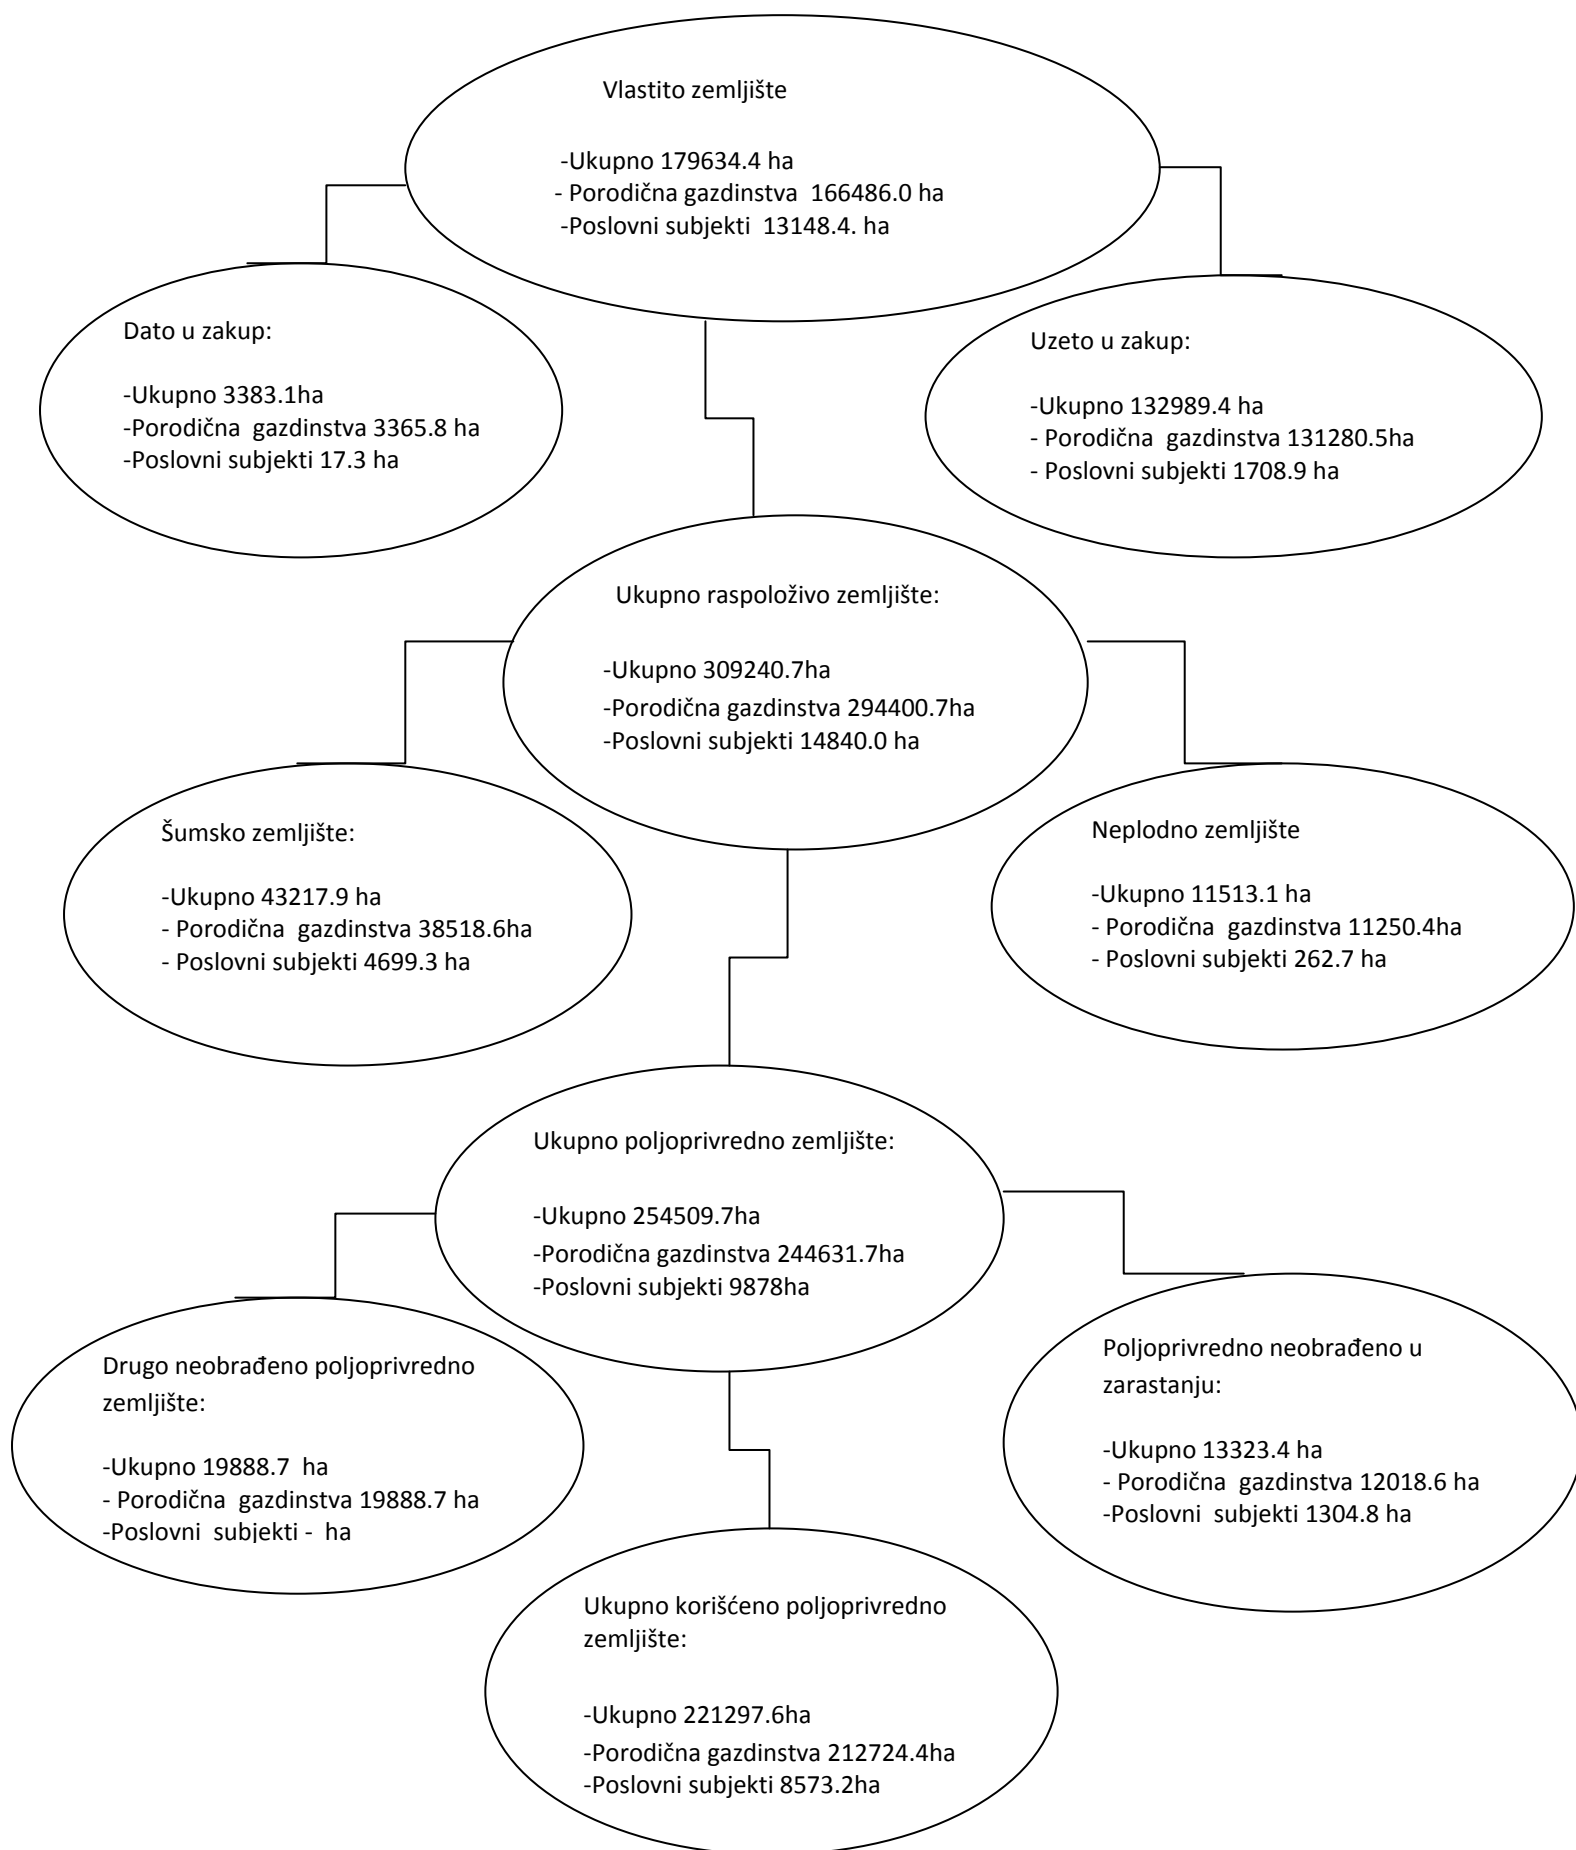 Vlastito zemljište
-Ukupno 179634.4 ha
- Porodična gazdinstva  166486.0 ha
-Poslovni subjekti  13148.4. ha
Dato u zakup:
-Ukupno 3383.1ha
-Porodična  gazdinstva 3365.8 ha
-Poslovni subjekti 17.3 ha
Uzeto u zakup:
-Ukupno 132989.4 ha
- Porodična  gazdinstva 131280.5ha
- Poslovni subjekti 1708.9 ha
Ukupno raspoloživo zemljište:
-Ukupno 309240.7ha
-Porodična gazdinstva 294400.7ha
-Poslovni subjekti 14840.0 ha
Šumsko zemljište:
-Ukupno 43217.9 ha
- Porodična  gazdinstva 38518.6ha
- Poslovni subjekti 4699.3 ha
Neplodno zemljište
-Ukupno 11513.1 ha
- Porodična  gazdinstva 11250.4ha
- Poslovni subjekti 262.7 ha
Ukupno poljoprivredno zemljište:
-Ukupno 254509.7ha
-Porodična gazdinstva 244631.7ha
-Poslovni subjekti 9878ha
Drugo neobrađeno poljoprivredno
zemljište:
-Ukupno 19888.7  ha
- Porodična  gazdinstva 19888.7 ha
-Poslovni  subjekti -  ha
Poljoprivredno neobrađeno u
zarastanju:
-Ukupno 13323.4 ha
- Porodična  gazdinstva 12018.6 ha
-Poslovni  subjekti 1304.8 ha
Ukupno korišćeno poljoprivredno
zemljište:
-Ukupno 221297.6ha
-Porodična gazdinstva 212724.4ha
-Poslovni subjekti 8573.2ha